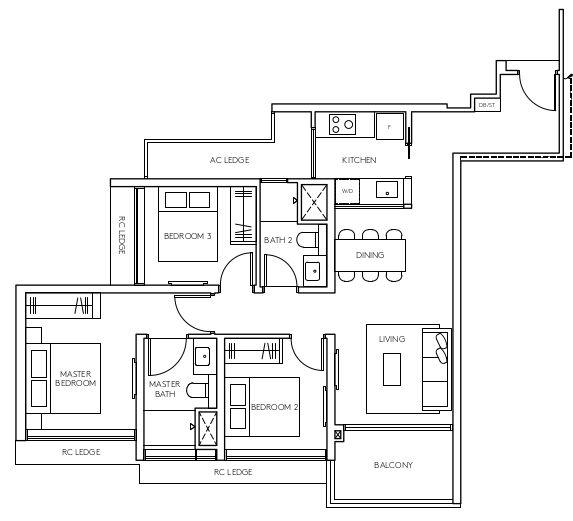 DB/ST
F
AC LEDGE
KITCHEN
W/D
RC LEDGE
BEDROOM 3
BATH 2
DINING
LIVING
MASTER
BEDROOM
MASTER
BATH
BEDROOM 2
RC LEDGE
RC LEDGE
BALCONY